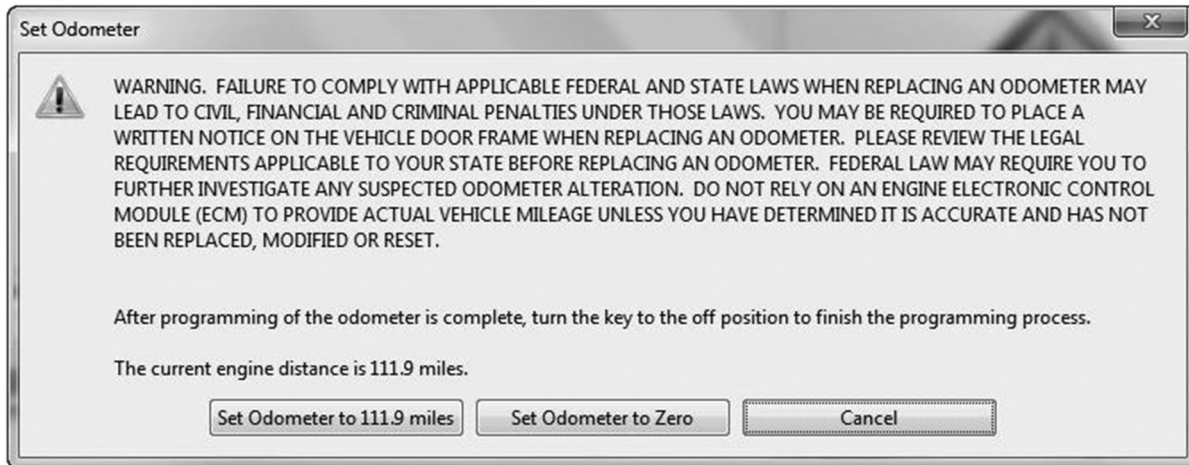 Set Odometer
WARNING. FAILURE TO COMPLY WITH APPLICABLE FEDERAL AND STATE LAWS WHEN REPLACING AN ODOMETER MAY
LEAD TO CIVIL, FINANCIAL AND CRIMINAL PENALTIES UNDER THOSE LAWS. YOU MAY BE REQUIRED TO PLACE A
WRITTEN NOTICE ON THE VEHICLE DOOR FRAME WHEN REPLACING AN ODOMETER. PLEASE REVIEW THE LEGAL
REQUIREMENTS APPLICABLE TO YOUR STATE BEFORE REPLACING AN ODOMETER. FEDERAL LAW MAY REQUIRE YOU TO
FURTHER INVESTIGATE ANY SUSPECTED ODOMETER ALTERATION. DO NOT RELY ON AN ENGINE ELECTRONIC CONTROL
MODULE (ECM) TO PROVIDE ACTUAL VEHICLE MILEAGE UNLESS YOU HAVE DETERMINED IT IS ACCURATE AND HAS NOT
BEEN REPLACED, MODIFIED OR RESET.
After programming of the odometer is complete, turn the key to the off position to finish the programming process.
The current engine distance is 111.9 miles.
Set Odometer to 111.9 miles Set Odometer to Zero Cancel